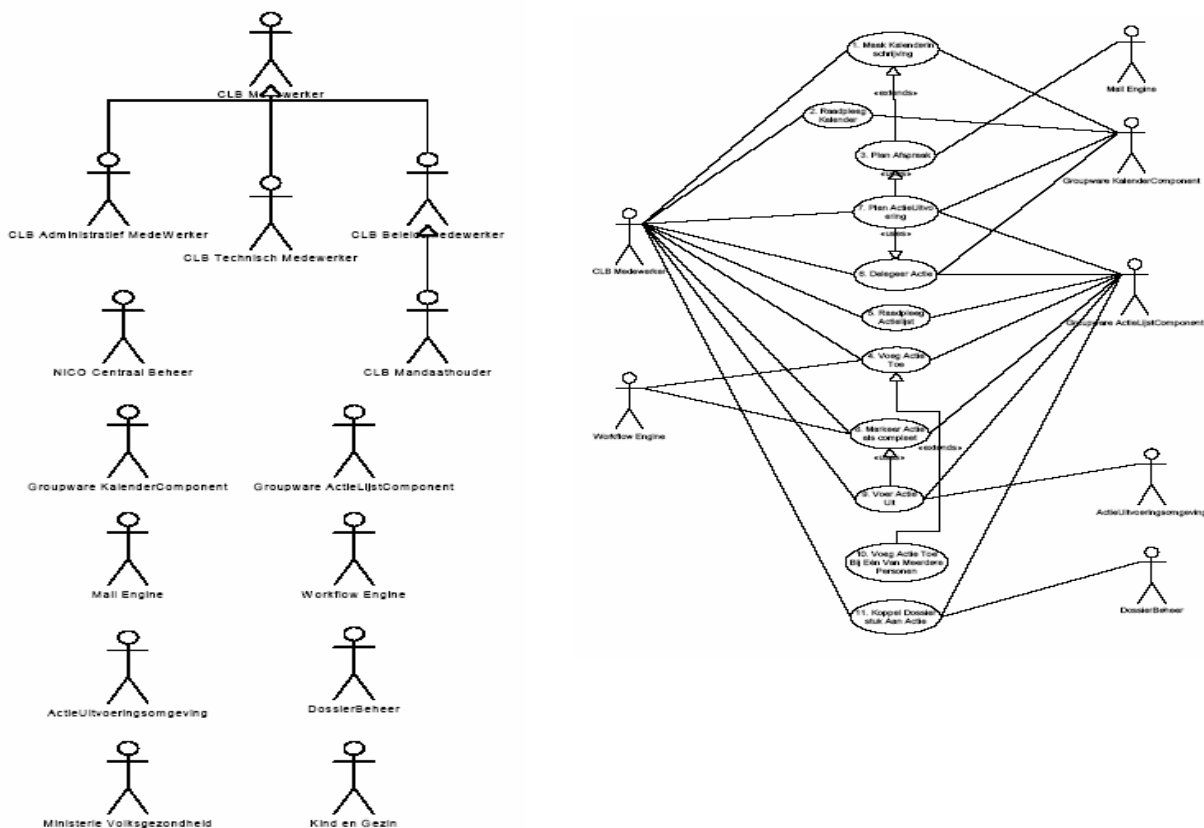 CLB Medewerker
CLB Administratief MedeWerker
CLB Technisch Medewerker
CLB Beleidsmedewerker
NICO Centraal Beheer
CLB Mandaathouder
Groupware KalenderComponent
Groupware ActieLijstComponent
Mail Engine
Workflow Engine
ActieUitvoeringsomgeving
DossierBeheer
Ministerie Volksgezondheid
Kind en Gezin
1. Maak Kalenderin
schrijving
Mail Engine
«extends»
2. Raadpleeg
Kalender
3. Plan Afspraak
«uses»
Groupware KalenderComponent
7. Plan ActieUitvo
ering
«uses»
CLB Medewerker
6. Delegeer Actie
5. Raadpleeg
Actielijst
Groupware ActieLijstComponent
4. Voeg Actie
Toe
Workflow Engine
8. Markeer Actie
als compleet
«extends»
«uses»
9. Voer Actie
Uit
ActieUitvoeringsomgeving
10. Voeg Actie Toe
Bij Eén Van Meerdere
Personen
11. Koppel Dossier
stuk Aan Actie
DossierBeheer